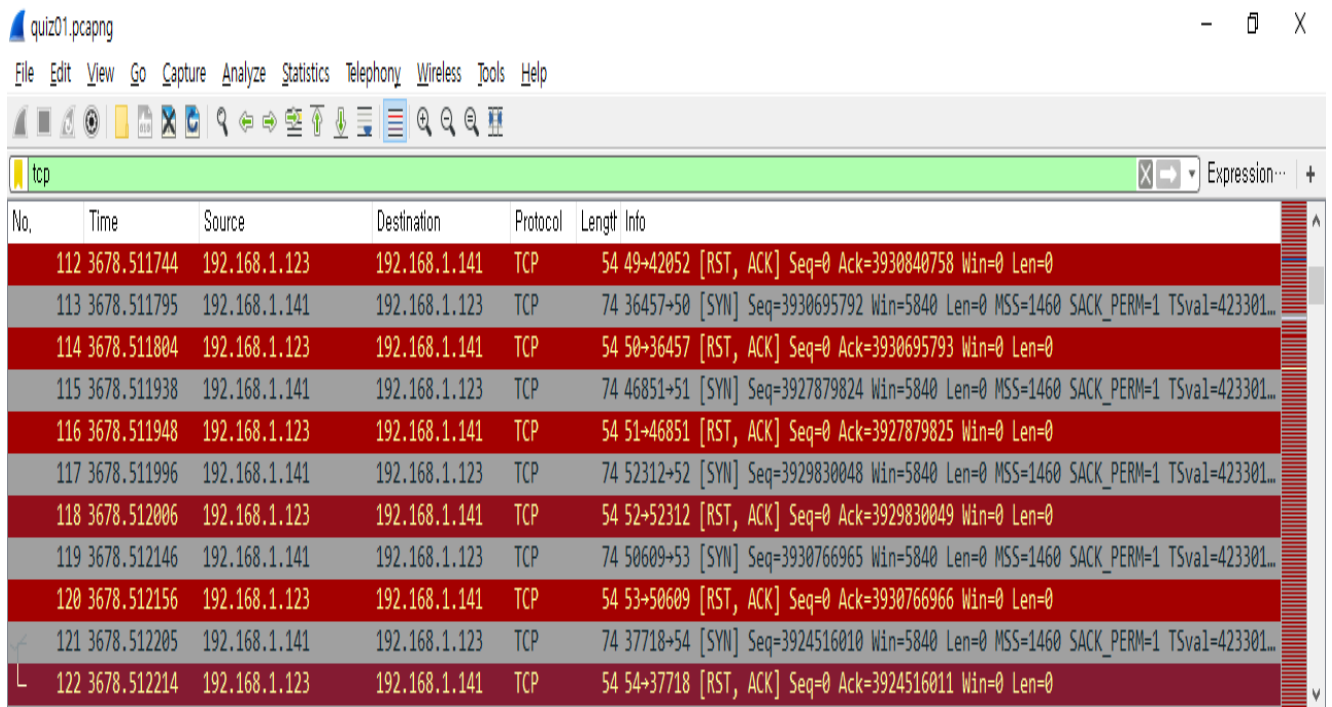 quiz01.pcapng
File Edit View Go Capture Analyze Statistics Telephony Wireless Tools Help
tcp Expression… +
No. Time Source Destination Protocol Lengtł Info
112 3678.511744 192.168.1.123 192.168.1.141 TCP 54 49→42052 [RST, ACK] Seq=0 Ack=3930840758 Win=0 Len=0
113 3678.511795 192.168.1.141 192.168.1.123 TCP 74 36457→50 [SYN] Seq=3930695792 Win=5840 Len=0 MSS=1460 SACK_PERM=1 TSval=423301…
114 3678.511804 192.168.1.123 192.168.1.141 TCP 54 50→36457 [RST, ACK] Seq=0 Ack=3930695793 Win=0 Len=0
115 3678.511938 192.168.1.141 192.168.1.123 TCP 74 46851→51 [SYN] Seq=3927879824 Win=5840 Len=0 MSS=1460 SACK_PERM=1 TSval=423301…
116 3678.511948 192.168.1.123 192.168.1.141 TCP 54 51→46851 [RST, ACK] Seq=0 Ack=3927879825 Win=0 Len=0
117 3678.511996 192.168.1.141 192.168.1.123 TCP 74 52312→52 [SYN] Seq=3929830048 Win=5840 Len=0 MSS=1460 SACK_PERM=1 TSval=423301…
118 3678.512006 192.168.1.123 192.168.1.141 TCP 54 52→52312 [RST, ACK] Seq=0 Ack=3929830049 Win=0 Len=0
119 3678.512146 192.168.1.141 192.168.1.123 TCP 74 50609→53 [SYN] Seq=3930766965 Win=5840 Len=0 MSS=1460 SACK_PERM=1 TSval=423301…
120 3678.512156 192.168.1.123 192.168.1.141 TCP 54 53→50609 [RST, ACK] Seq=0 Ack=3930766966 Win=0 Len=0
121 3678.512205 192.168.1.141 192.168.1.123 TCP 74 37718→54 [SYN] Seq=3924516010 Win=5840 Len=0 MSS=1460 SACK_PERM=1 TSval=423301…
122 3678.512214 192.168.1.123 192.168.1.141 TCP 54 54→37718 [RST, ACK] Seq=0 Ack=3924516011 Win=0 Len=0